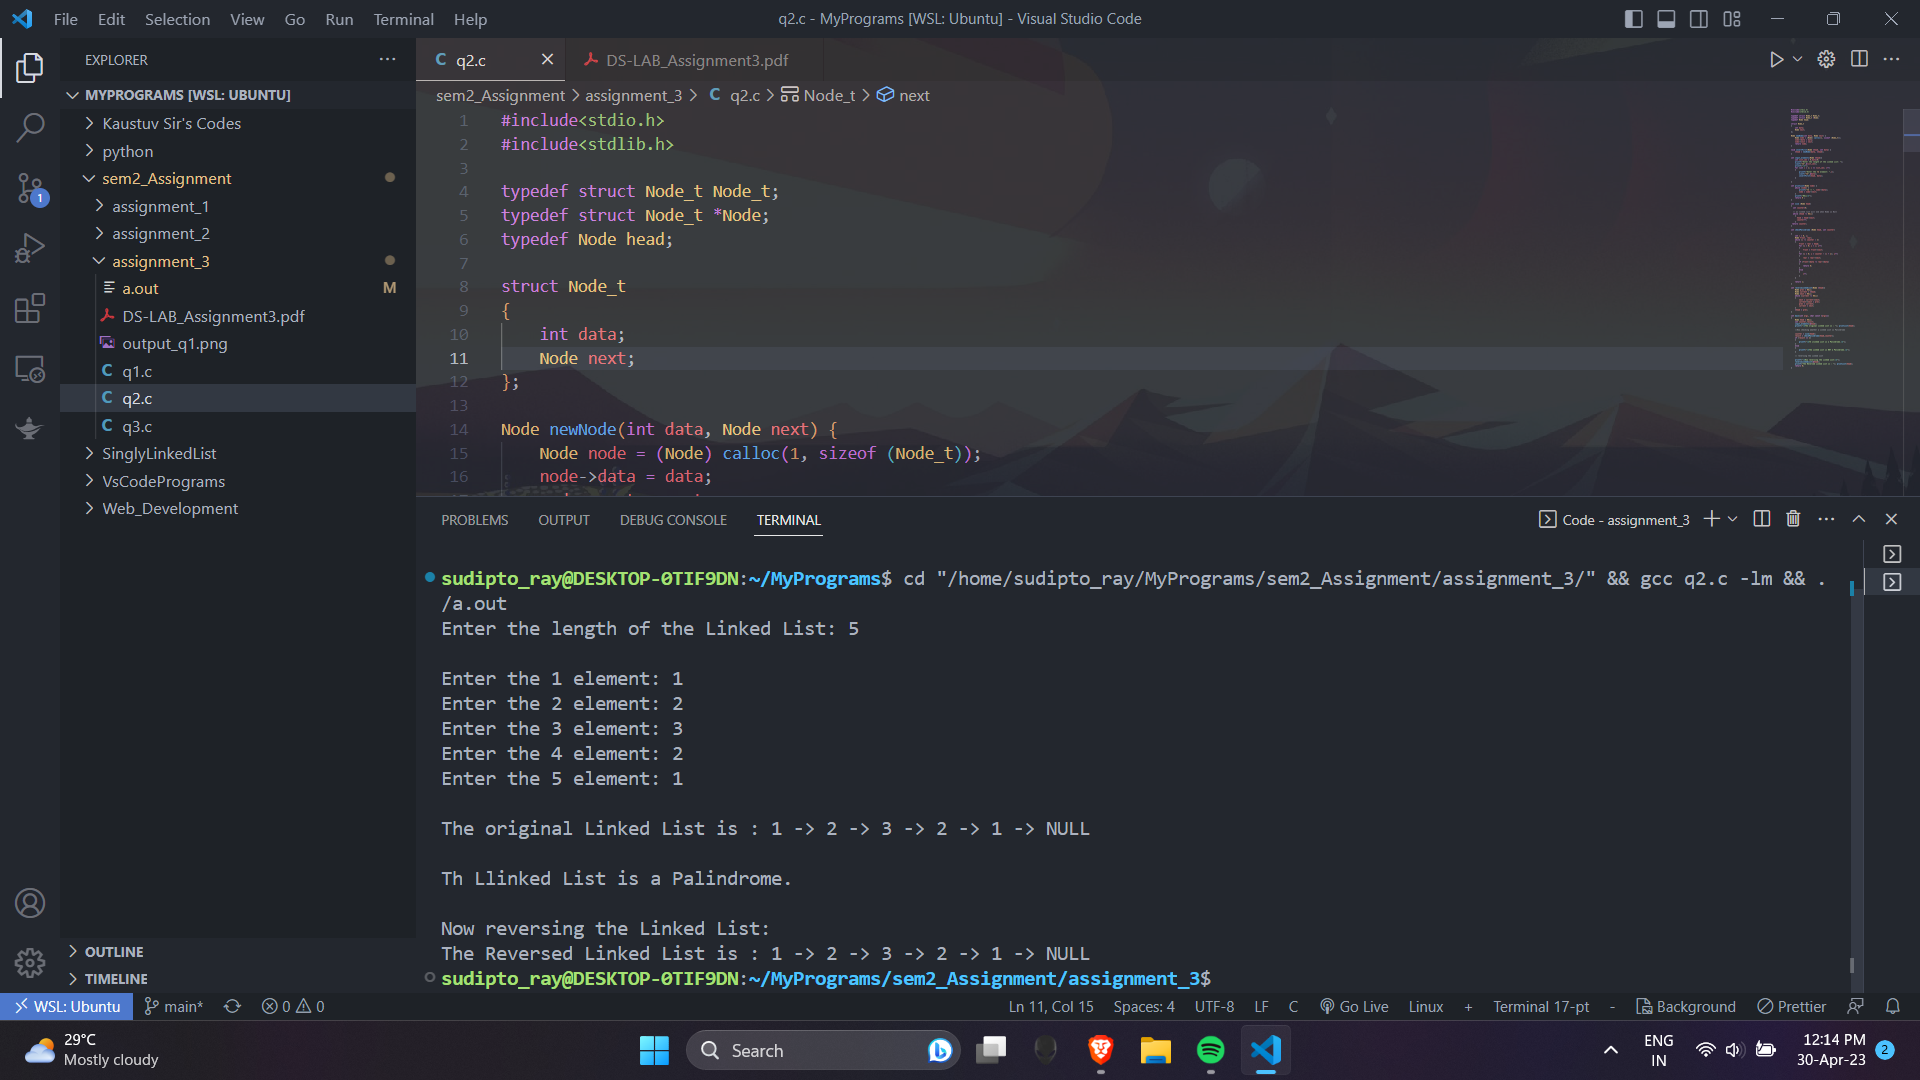 File Edit Selection View Go Run Terminal Help
q2.c - MyPrograms [WSL: Ubuntu] - Visual Studio Code
EXPLORER
MYPROGRAMS [WSL: UBUNTU]
Kaustuv Sir's Codes
python
sem2_Assignment
assignment_1
assignment_2
assignment_3
a.out M
DS-LAB_Assignment3.pdf
output_q1.png
C q1.c
C q2.c
C q3.c
SinglyLinkedList
VsCodePrograms
Web_Development
OUTLINE
TIMELINE
1
C q2.c
DS-LAB_Assignment3.pdf
sem2_Assignment > assignment_3 > C q2.c > Node_t > next
1 #include<stdio.h>
2 #include<stdlib.h>
3
4 typedef struct Node_t Node_t;
5 typedef struct Node_t *Node;
6 typedef Node head;
7
8 struct Node_t
9 {
10 int data;
11 Node next;
12 };
13
14 Node newNode(int data, Node next) {
15 Node node = (Node) calloc(1, sizeof (Node_t));
16 node->data = data;
PROBLEMS OUTPUT DEBUG CONSOLE TERMINAL
Code - assignment_3
sudipto_ray@DESKTOP-0TIF9DN:~/MyPrograms$ cd "/home/sudipto_ray/MyPrograms/sem2_Assignment/assignment_3/" && gcc q2.c -lm && .
/a.out
Enter the length of the Linked List: 5
Enter the 1 element: 1
Enter the 2 element: 2
Enter the 3 element: 3
Enter the 4 element: 2
Enter the 5 element: 1
The original Linked List is : 1 -> 2 -> 3 -> 2 -> 1 -> NULL
Th Llinked List is a Palindrome.
Now reversing the Linked List:
The Reversed Linked List is : 1 -> 2 -> 3 -> 2 -> 1 -> NULL
sudipto_ray@DESKTOP-0TIF9DN:~/MyPrograms/sem2_Assignment/assignment_3$
WSL: Ubuntu main* 0 0
Ln 11, Col 15 Spaces: 4 UTF-8 LF C Go Live Linux + Terminal 17-pt - Background Prettier
29°C
Mostly cloudy
Search
ENG
IN
12:14 PM
30-Apr-23
2